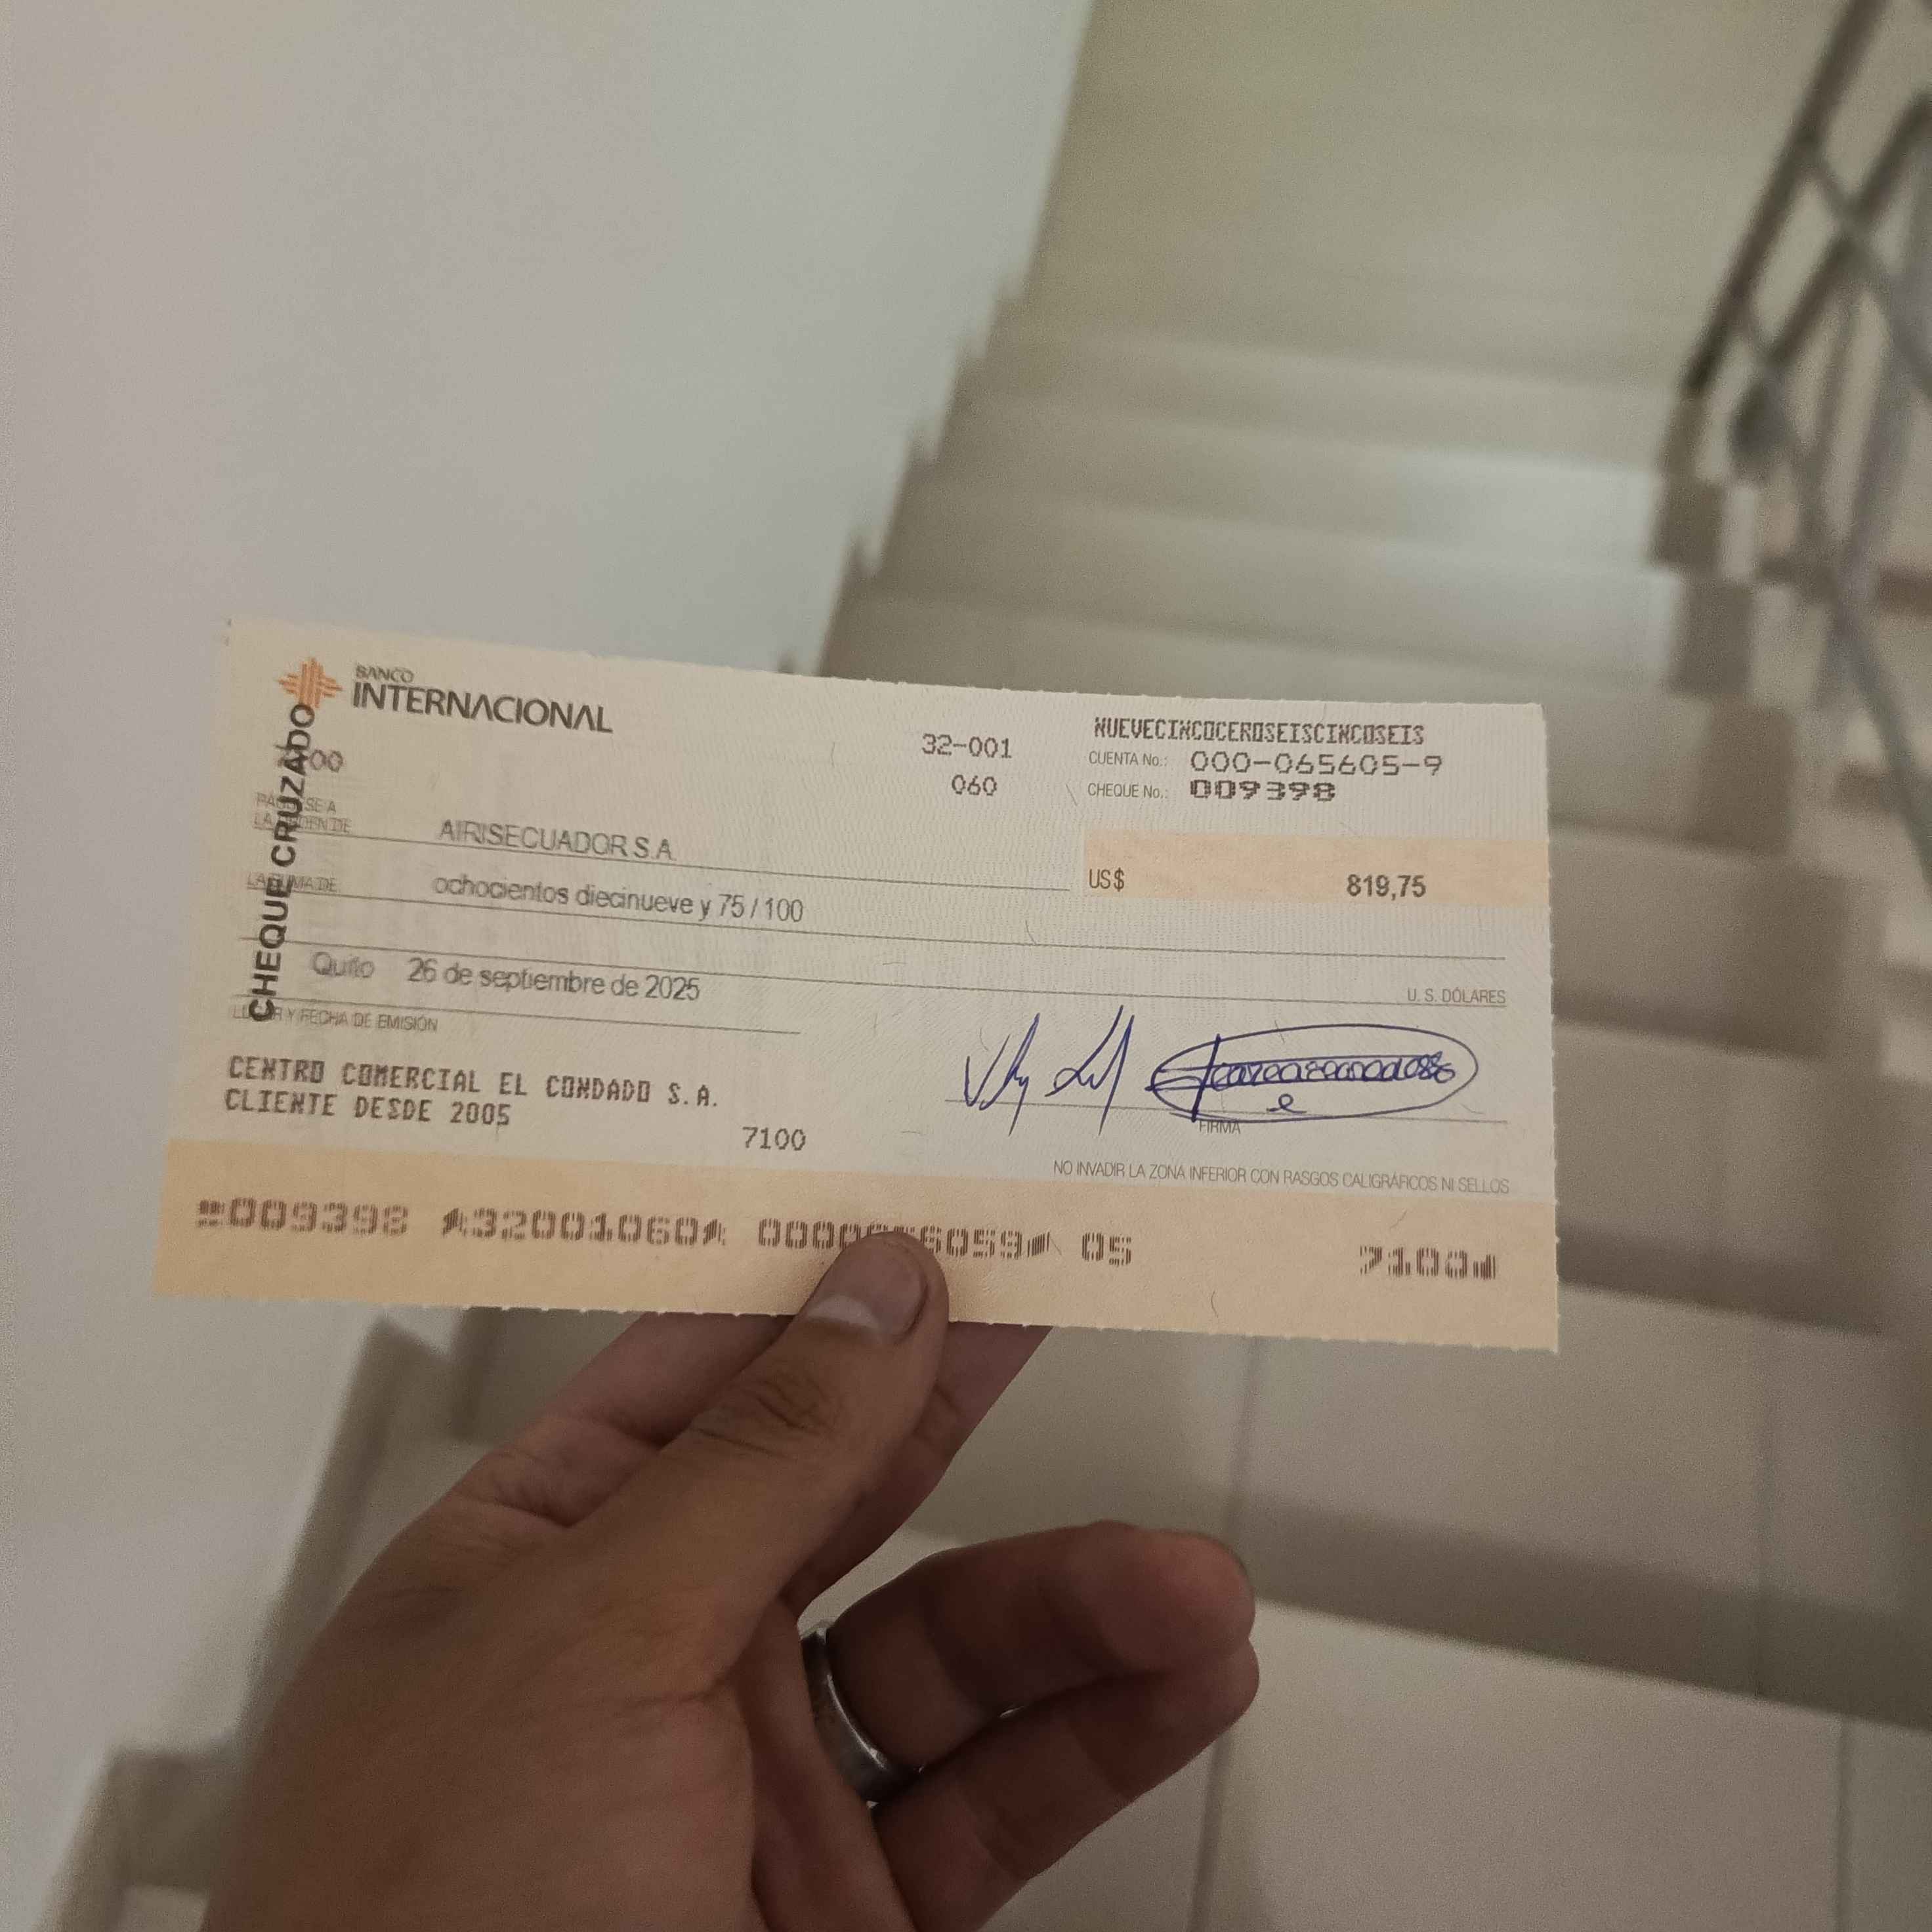 BANCO
INTERNACIONAL
CHEQUE CRUZADO
32-001
060
NUEVECINCOCEROSEISCINCOSEIS
CUENTA No.: 000-065605-9
CHEQUE No.: 009398
AIRISECUADOR S.A.
US$ 819,75
ochocientos diecinueve y 75 / 100
Quito 26 de septiembre de 2025
U. S. DÓLARES
Y FECHA DE EMISIÓN
CENTRO COMERCIAL EL CONDADO S.A.
CLIENTE DESDE 2005
7100
FIRMA
NO INVADIR LA ZONA INFERIOR CON RASGOS CALIGRÁFICOS NI SELLOS
009398 32001060 05 7100